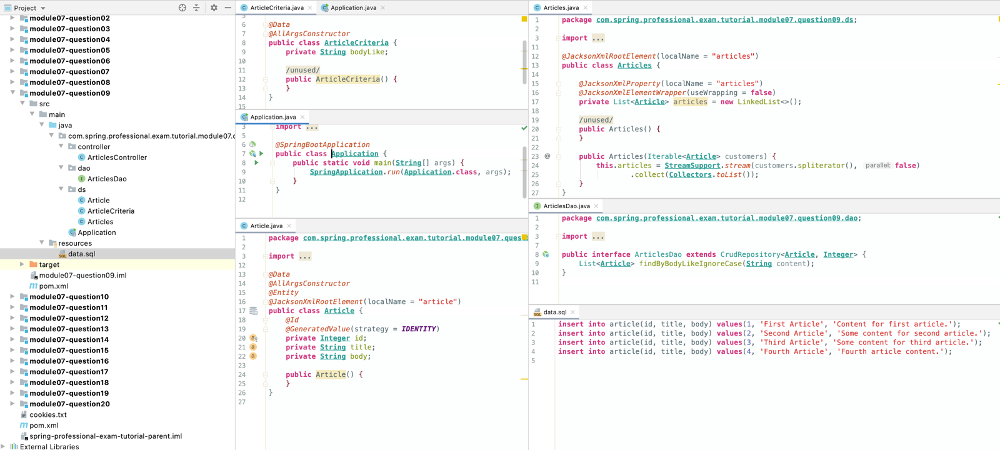 Project
module07-question02
module07-question03
module07-question04
module07-question05
module07-question06
module07-question07
module07-question08
module07-question09
src
main
java
com.spring.professional.exam.tutorial.module07.
controller
ArticlesController
dao
ArticlesDao
ds
Article
ArticleCriteria
Articles
Application
resources
data.sql
target
module07-question09.iml
pom.xml
module07-question10
module07-question11
module07-question12
module07-question13
module07-question14
module07-question15
module07-question16
module07-question17
module07-question18
module07-question19
module07-question20
cookies.txt
pom.xml
spring-professional-exam-tutorial-parent.iml
External Libraries
ArticleCriteria.java Application.java
6 @Data
7 @AllArgsConstructor
8 public class ArticleCriteria {
9 private String bodyLike;
10
11 /unused/
12 public ArticleCriteria() {
13 }
14 }
15
Application.java
import ...
5
6 @SpringBootApplication
7 public class Application {
8 public static void main(String[] args) {
9 SpringApplication.run(Application.class, args);
10 }
11 }
12
Article.java
1 package com.spring.professional.exam.tutorial.module07.ques
2
3 import ...
12
13 @Data
14 @AllArgsConstructor
15 @Entity
16 @JacksonXmlRootElement(localName = "article")
17 public class Article {
18 @Id
19 @GeneratedValue(strategy = IDENTITY)
20 private Integer id;
21 private String title;
22 private String body;
23
24 public Article() {
25 }
26 }
27
Articles.java
1 package com.spring.professional.exam.tutorial.module07.question09.ds;
2
3 import ...
11
12 @JacksonXmlRootElement(localName = "articles")
13 public class Articles {
14
15 @JacksonXmlProperty(localName = "articles")
16 @JacksonXmlElementWrapper(useWrapping = false)
17 private List<Article> articles = new LinkedList<>();
18
19 /unused/
20 public Articles() {
21 }
22
23 @ public Articles(Iterable<Article> customers) {
24 this.articles = StreamSupport.stream(customers.spliterator(), parallel: false)
25 .collect(Collectors.toList());
26 }
27 }
ArticlesDao.java
1 package com.spring.professional.exam.tutorial.module07.question09.dao;
2
3 import ...
7
8 public interface ArticlesDao extends CrudRepository<Article, Integer> {
9 List<Article> findByBodyLikeIgnoreCase(String content);
10 }
11
data.sql
1 insert into article(id, title, body) values(1, 'First Article', 'Content for first article.');
2 insert into article(id, title, body) values(2, 'Second Article', 'Some content for second article.');
3 insert into article(id, title, body) values(3, 'Third Article', 'Some content for third article.');
4 insert into article(id, title, body) values(4, 'Fourth Article', 'Fourth article content.');
5